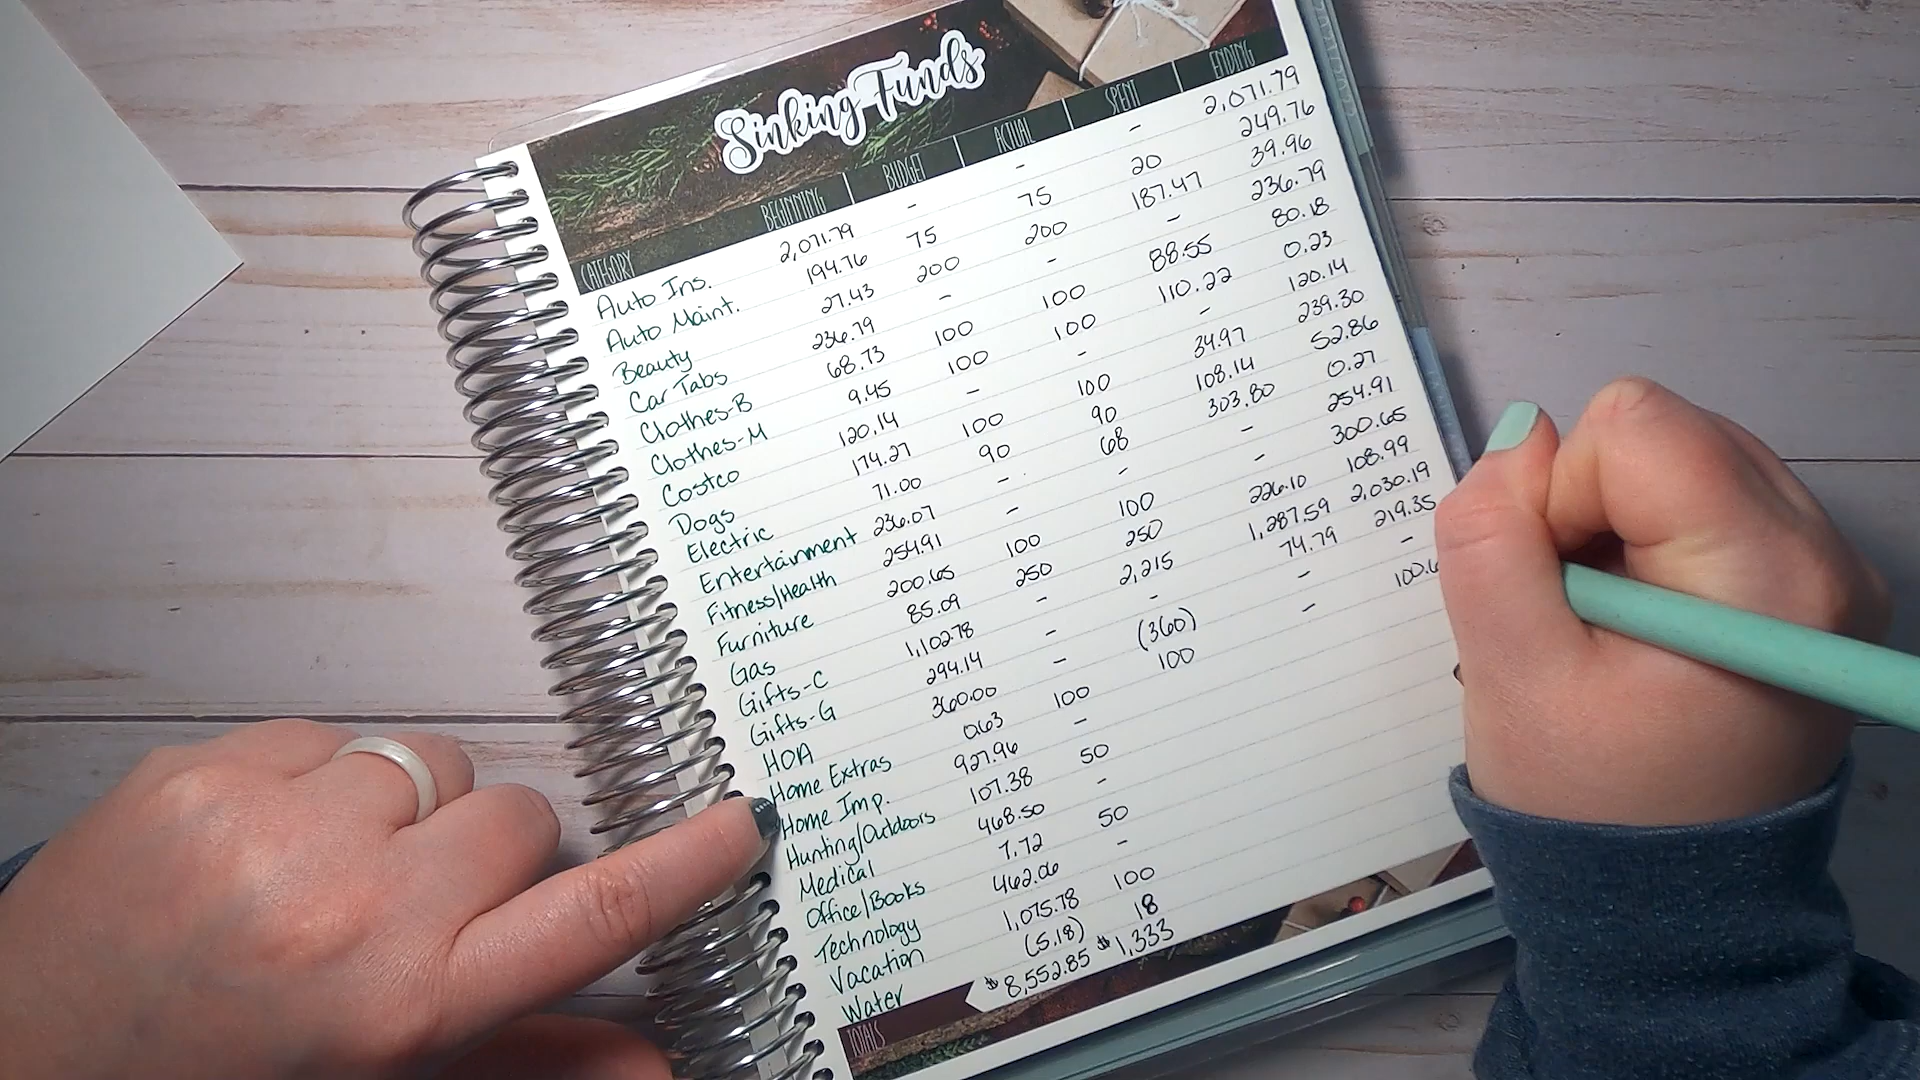 Sinking Funds
CATEGORY BEGINNING BUDGET ACTUAL SPENT ENDING
Auto Ins. 2,071.79 - - - 2,071.79
Auto Maint. 194.76 75 75 20 249.76
Beauty 27.43 200 200 187.47 39.96
Car Tabs 236.79 - - - 236.79
Clothes-B 68.73 100 100 88.55 80.18
Clothes-M 9.45 100 100 110.22 0.23
Costco 120.14 - - - 120.14
Dogs 174.27 100 100 34.97 239.30
Electric 71.00 90 90 108.14 52.86
Entertainment 236.07 - 68 303.80 0.27
Fitness/Health 254.91 - - - 254.91
Furniture 200.65 100 100 - 300.65
Gas 85.09 250 250 226.10 108.99
Gifts-C 1,102.78 - 2,215 1,287.59 2,030.19
Gifts-G 294.14 - - 74.79 219.35
HOA 360.00 - (360) - -
Home Extras 0.63 100 100 - 100.6
Home Imp. 927.96 -
Hunting/Outdoors 107.38 50
Medical 468.50 -
Office/Books 7.72 50
Technology 462.06 -
Vacation 1,075.78 100
Water (5.18) 18
TOTALS $8,552.85 $1,333